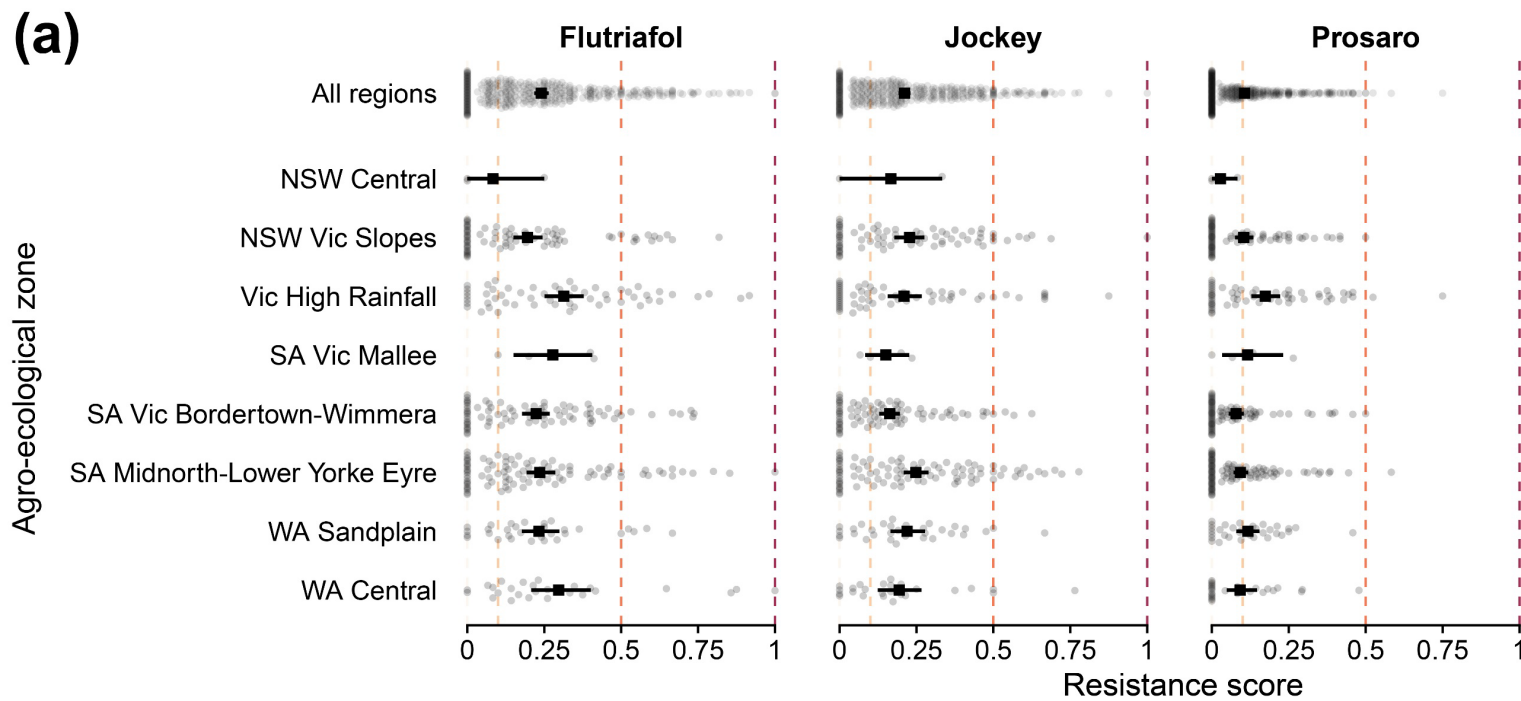 (a)
Flutriafol Jockey Prosaro
All regions
NSW Central
NSW Vic Slopes
Vic High Rainfall
SA Vic Mallee
SA Vic Bordertown-Wimmera
SA Midnorth-Lower Yorke Eyre
WA Sandplain
WA Central
Agro-ecological zone
0 0.25 0.5 0.75 1 0 0.25 0.5 0.75 1 0 0.25 0.5 0.75 1
Resistance score